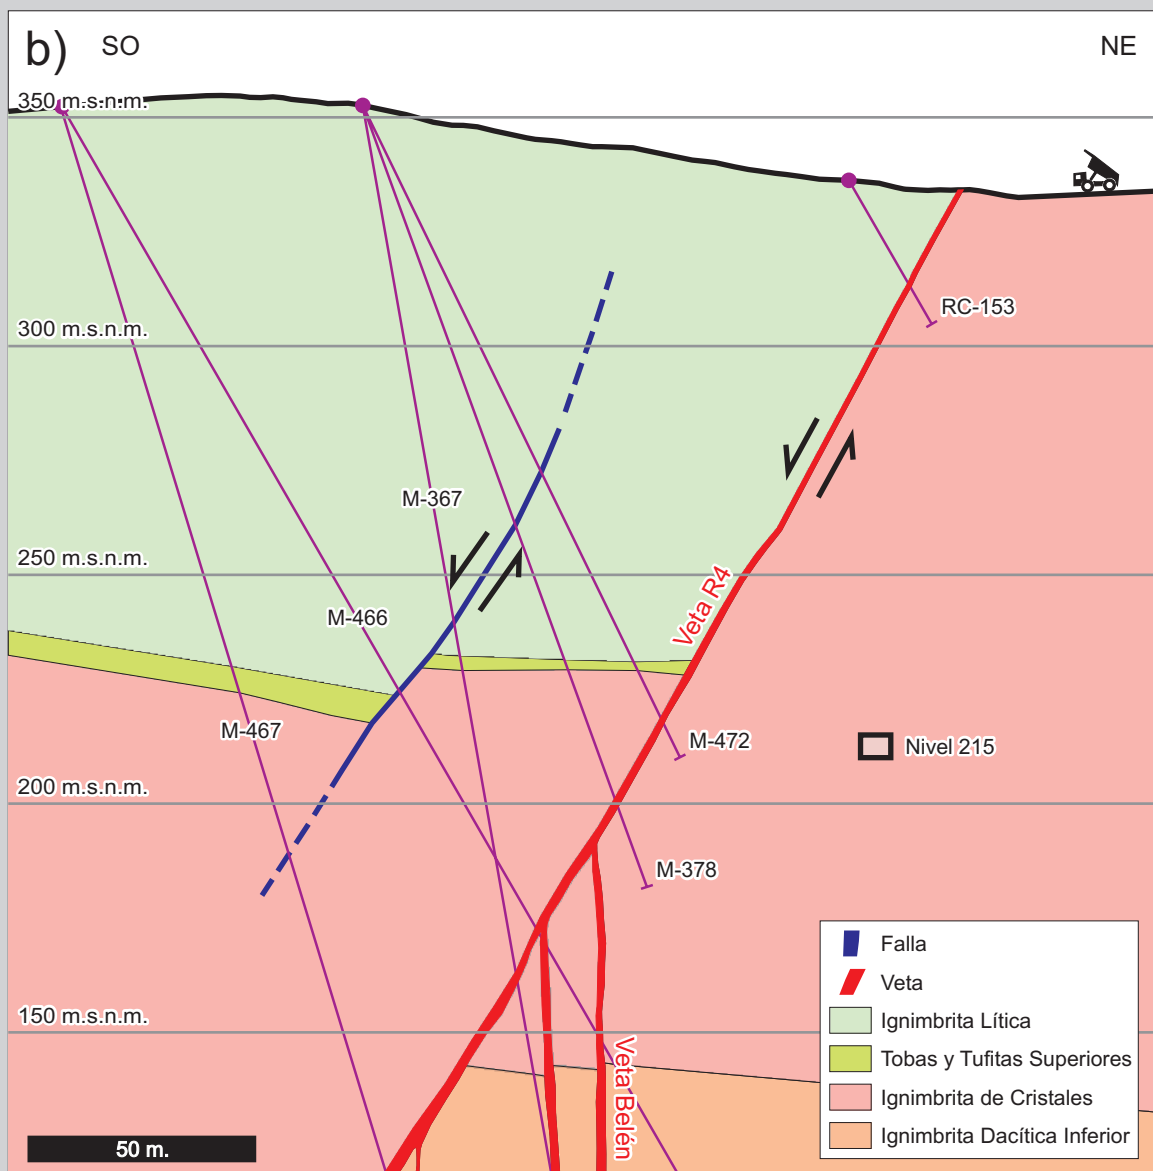 b) SO
NE
350 m.s.n.m.
RC-153
300 m.s.n.m.
M-367
250 m.s.n.m.
Veta R4
M-466
M-467
M-472
Nivel 215
200 m.s.n.m.
M-378
150 m.s.n.m.
Veta Belén
Falla
Veta
Ignimbrita Lítica
Tobas y Tufitas Superiores
Ignimbrita de Cristales
Ignimbrita Dacítica Inferior
50 m.